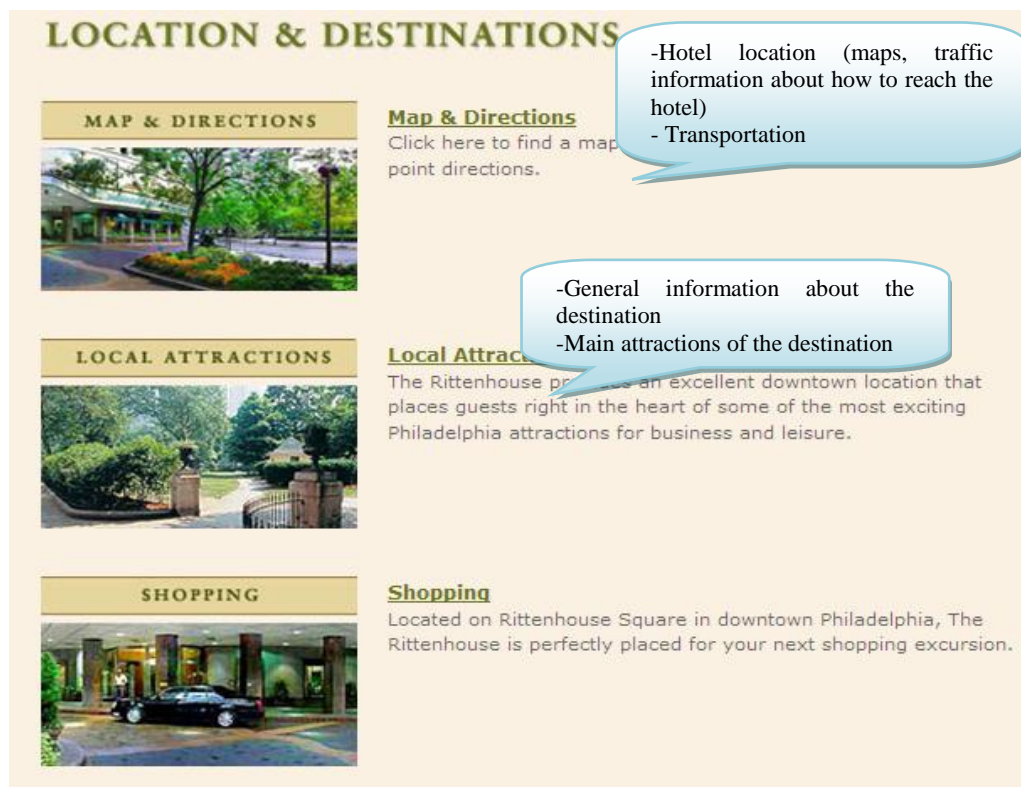 LOCATION & DESTINATIONS
-Hotel location (maps, traffic
information about how to reach the
hotel)
- Transportation
MAP & DIRECTIONS
Map & Directions
Click here to find a map
point directions.
-General information about the
destination
-Main attractions of the destination
LOCAL ATTRACTIONS
Local
The Rittenhouse an excellent downtown location that
places guests right in the heart of some of the most exciting
Philadelphia attractions for business and leisure.
SHOPPING
Shopping
Located on Rittenhouse Square in downtown Philadelphia, The
Rittenhouse is perfectly placed for your next shopping excursion.